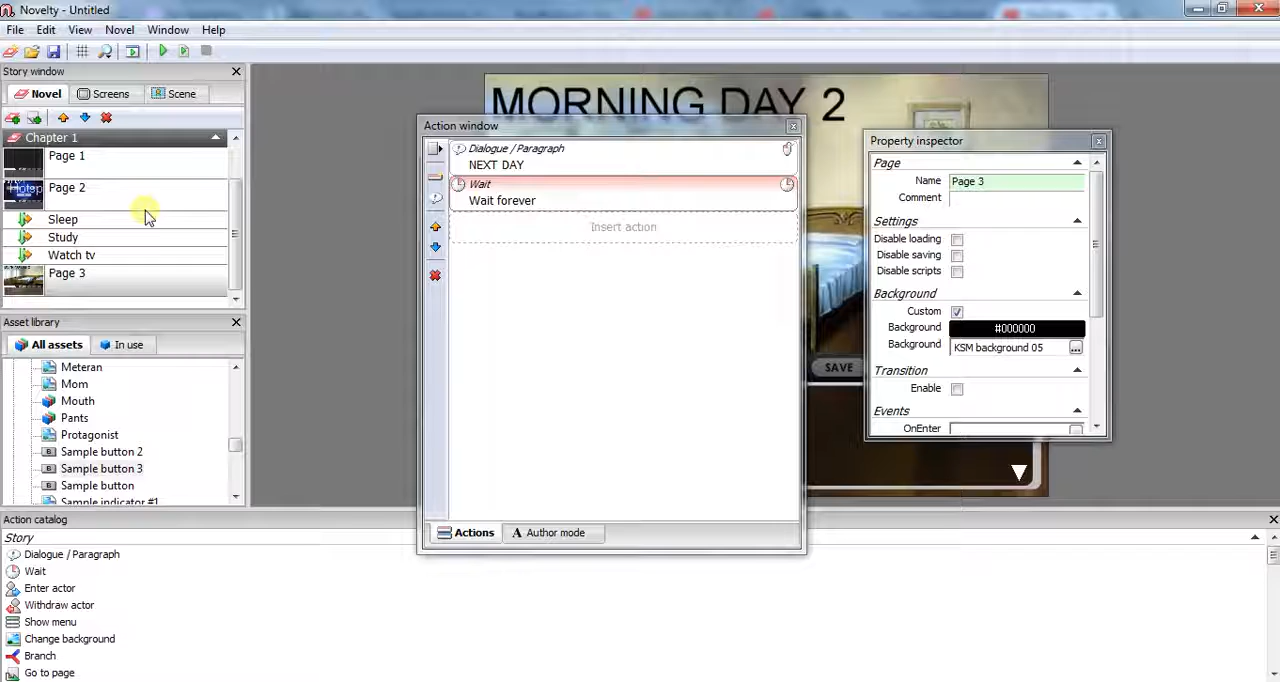 Novelty - Untitled
File Edit View Novel Window Help
Story window
Novel Screens Scene
Chapter 1
Page 1
Page 2
Sleep
Study
Watch tv
Page 3
Asset library
All assets In use
Meteran
Mom
Mouth
Pants
Protagonist
Sample button 2
Sample button 3
Sample button
Sample indicator #1
MORNING DAY 2
SAVE
Action window
Dialogue / Paragraph
NEXT DAY
Wait
Wait forever
Insert action
Actions A Author mode
Property inspector
Page
Name Page 3
Comment
Settings
Disable loading
Disable saving
Disable scripts
Background
Custom
Background #000000
Background KSM background 05 ...
Transition
Enable
Events
OnEnter
Action catalog
Story
Dialogue / Paragraph
Wait
Enter actor
Withdraw actor
Show menu
Change background
Branch
Go to page